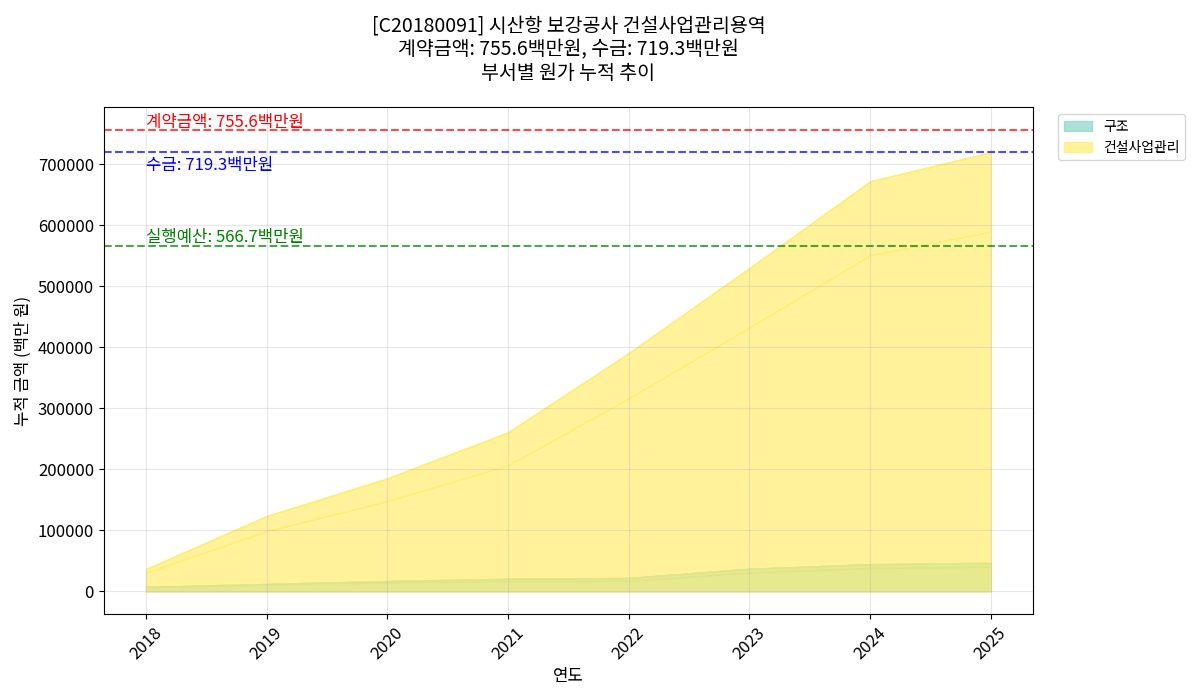 [C20180091] 시산항 보강공사 건설사업관리용역
계약금액: 755.6백만원, 수금: 719.3백만원
부서별 원가 누적 추이
계약금액: 755.6백만원
수금: 719.3백만원
실행예산: 566.7백만원
구조
건설사업관리
누적 금액 (백만 원)
700000
600000
500000
400000
300000
200000
100000
0
2018
2019
2020
2021
2022
2023
2024
2025
연도